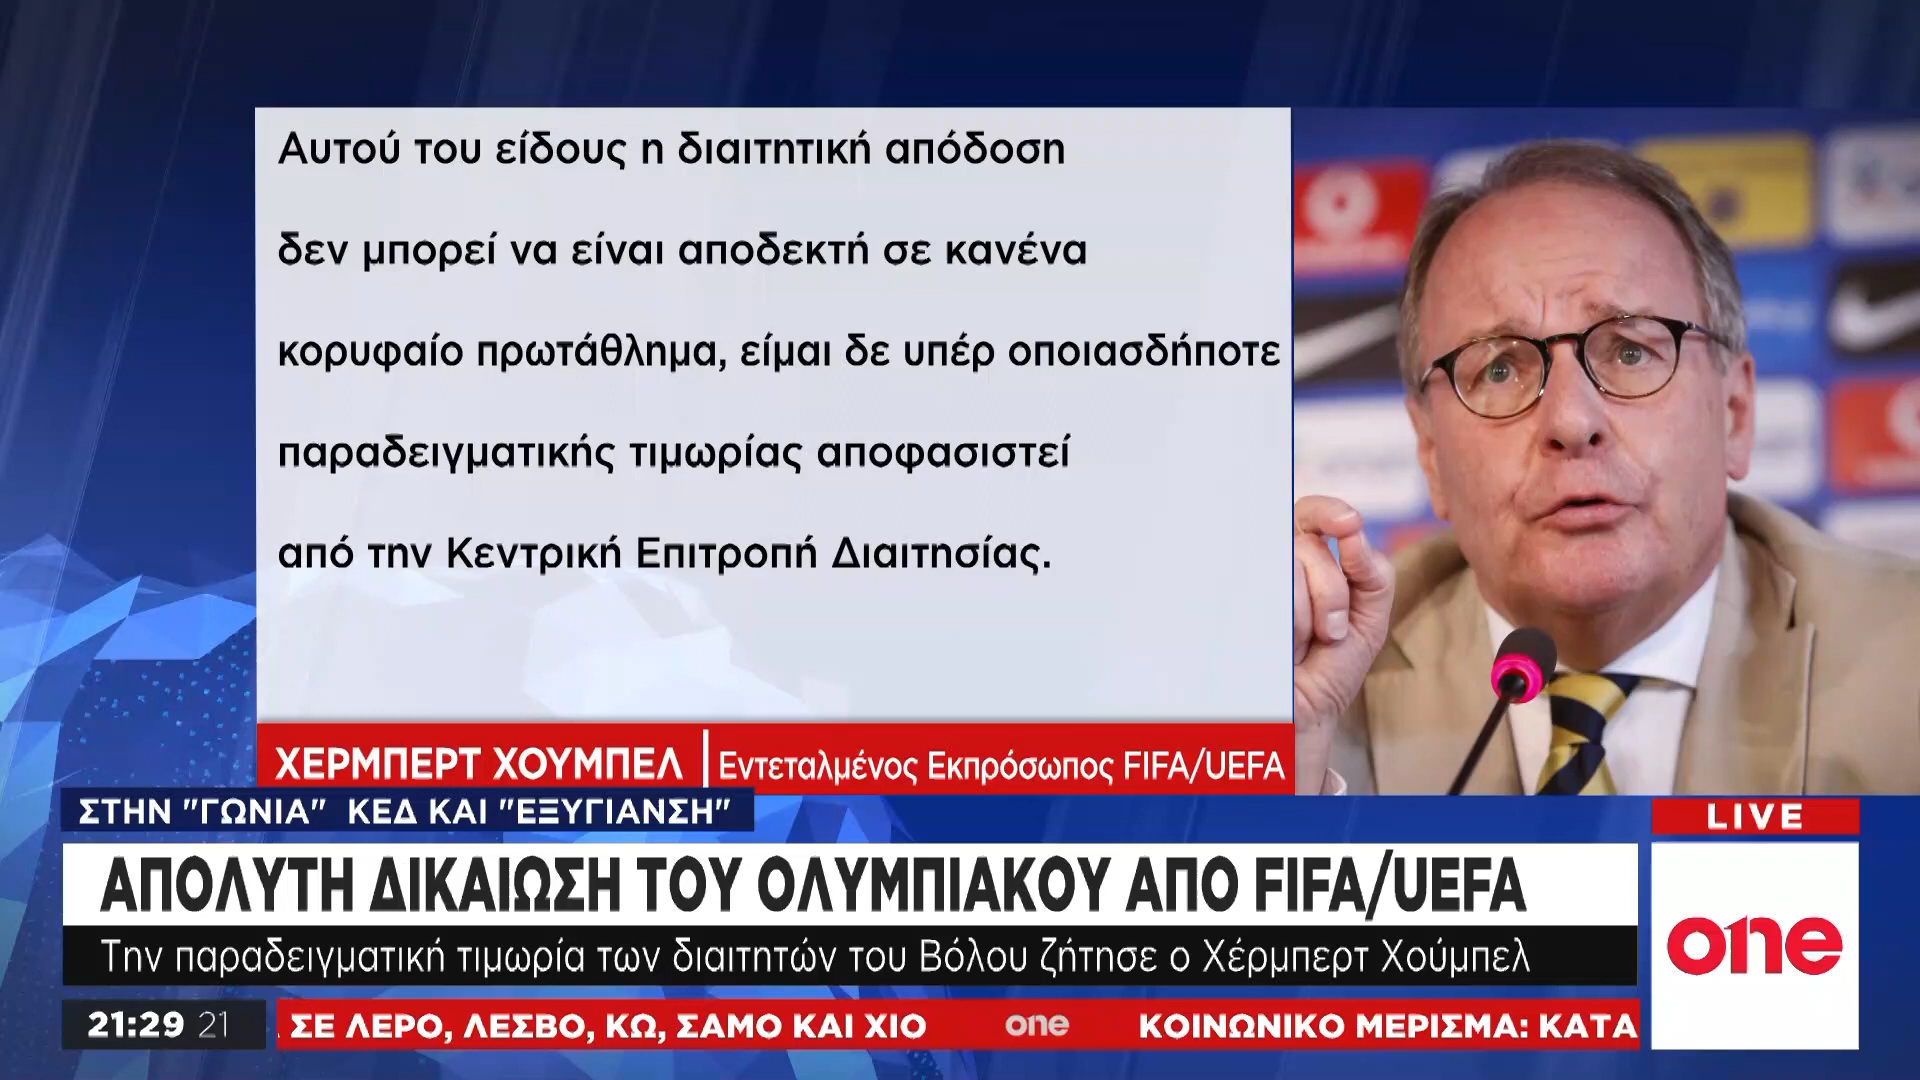 Αυτού του είδους η διαιτητική απόδοση
δεν μπορεί να είναι αποδεκτή σε κανένα
κορυφαίο πρωτάθλημα, είμαι δε υπέρ οποιασδήποτε
παραδειγματικής τιμωρίας αποφασιστεί
από την Κεντρική Επιτροπή Διαιτησίας.
ΧΕΡΜΠΕΡΤ ΧΟΥΜΠΕΛ Εντεταλμένος Εκπρόσωπος FIFA/UEFA
ΣΤΗΝ "ΓΩΝΙΑ" ΚΕΔ ΚΑΙ "ΕΞΥΓΙΑΝΣΗ"
LIVE
ΑΠΟΛΥΤΗ ΔΙΚΑΙΩΣΗ ΤΟΥ ΟΛΥΜΠΙΑΚΟΥ ΑΠΟ FIFA/UEFA
Την παραδειγματική τιμωρία των διαιτητών του Βόλου ζήτησε ο Χέρμπερτ Χούμπελ
one
21:29 21 ΣΕ ΛΕΡΟ, ΛΕΣΒΟ, ΚΩ, ΣΑΜΟ ΚΑΙ ΧΙΟ one ΚΟΙΝΩΝΙΚΟ ΜΕΡΙΣΜΑ: ΚΑΤΑ